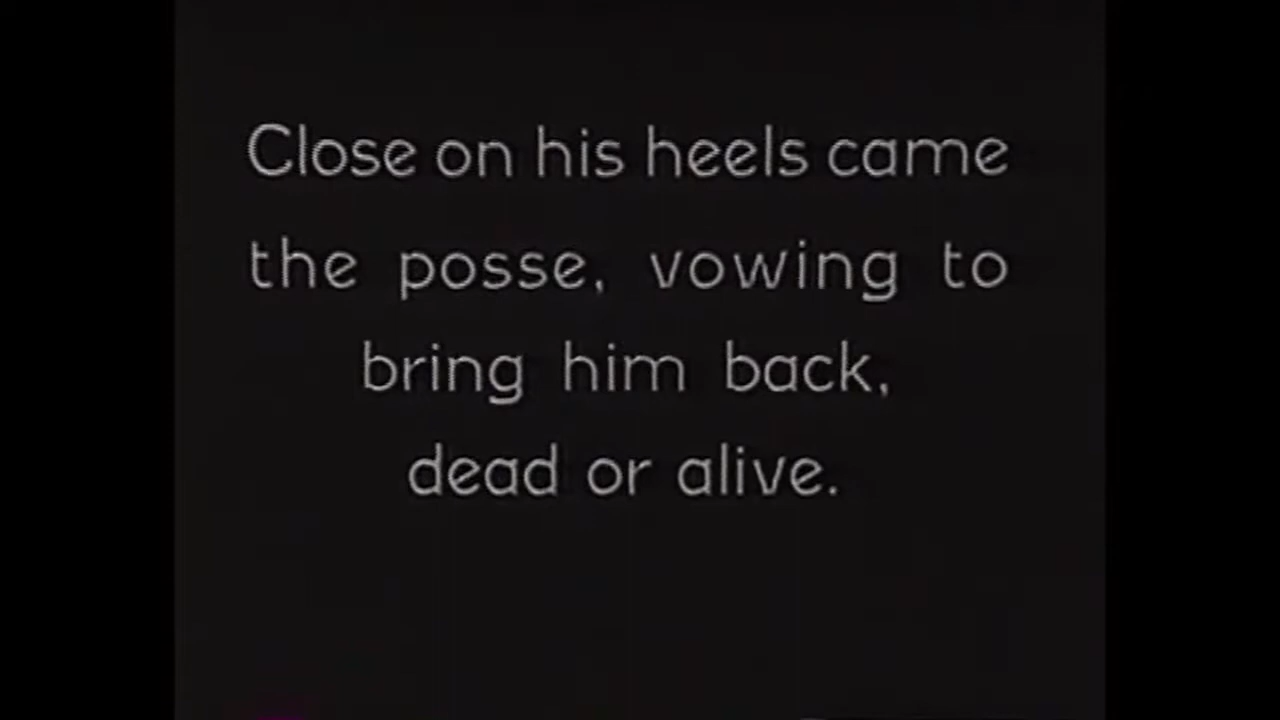 Close on his heels came
the posse, vowing to
bring him back,
dead or alive.